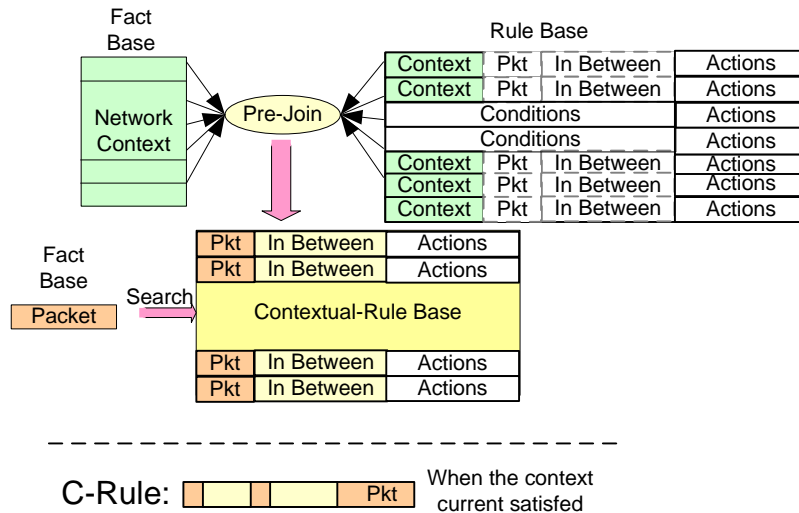 Fact
Base
Rule Base
Network
Context
Pre-Join
Context Pkt In Between Actions
Context Pkt In Between Actions
Conditions Actions
Conditions Actions
Context Pkt In Between Actions
Context Pkt In Between Actions
Context Pkt In Between Actions
Fact
Base
Packet
Search
Pkt In Between Actions
Pkt In Between Actions
Contextual-Rule Base
Pkt In Between Actions
Pkt In Between Actions
C-Rule: Pkt
When the context
current satisfied